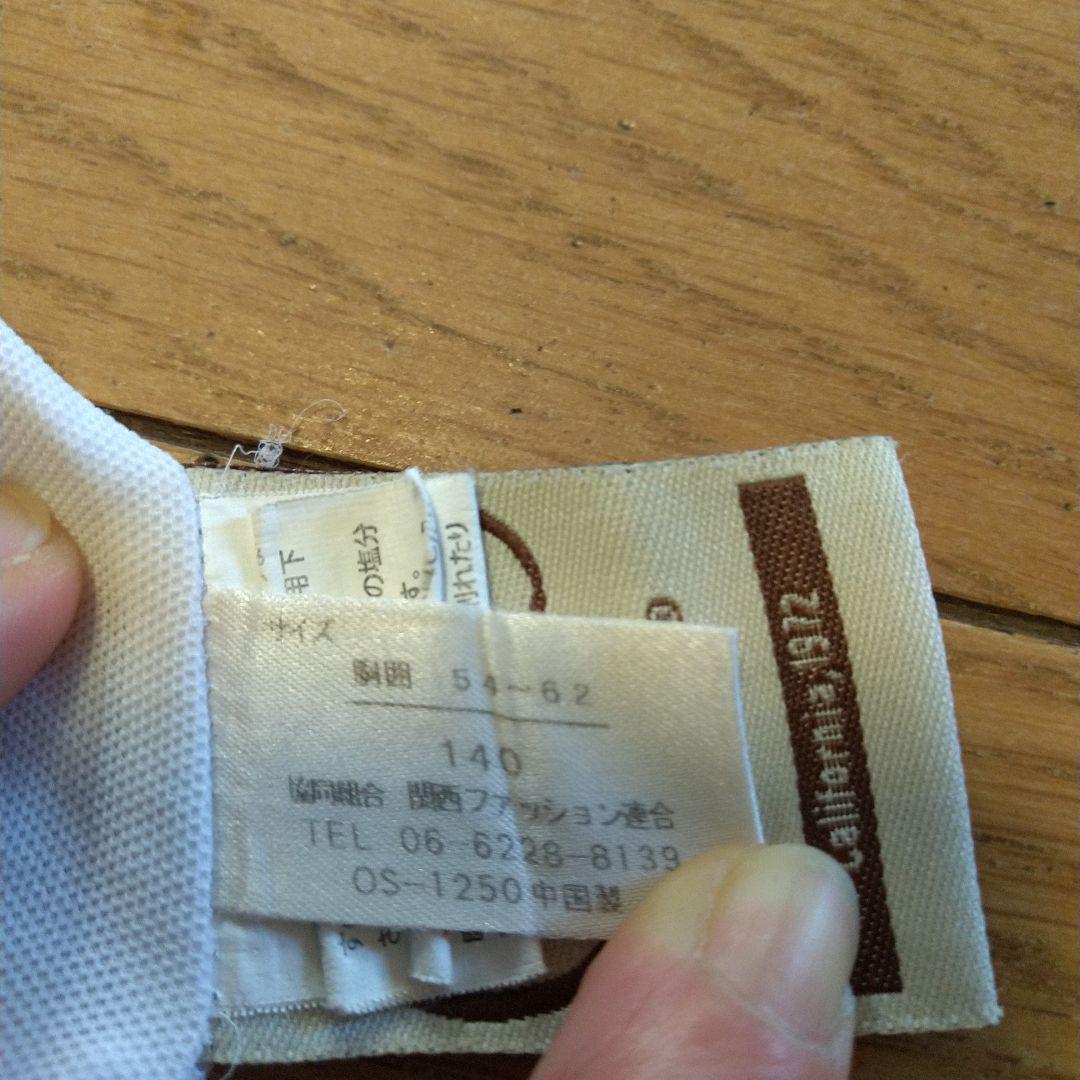 用下
の塩分
す。
れたり
サイズ
胸囲 54~62
140
協同組合 関西ファッション連合
TEL 06-6228-8139
OS-1250中国製
california,1972